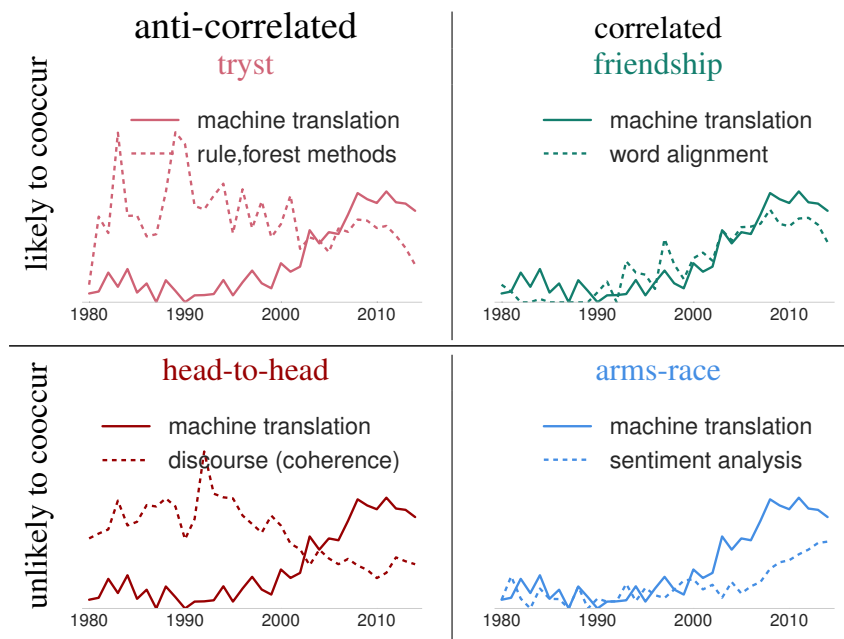 anti-correlated
correlated
likely to cooccur
tryst
machine translation
rule,forest methods
1980 1990 2000 2010
friendship
machine translation
word alignment
1980 1990 2000 2010
unlikely to cooccur
head-to-head
machine translation
discourse (coherence)
1980 1990 2000 2010
arms-race
machine translation
sentiment analysis
1980 1990 2000 2010